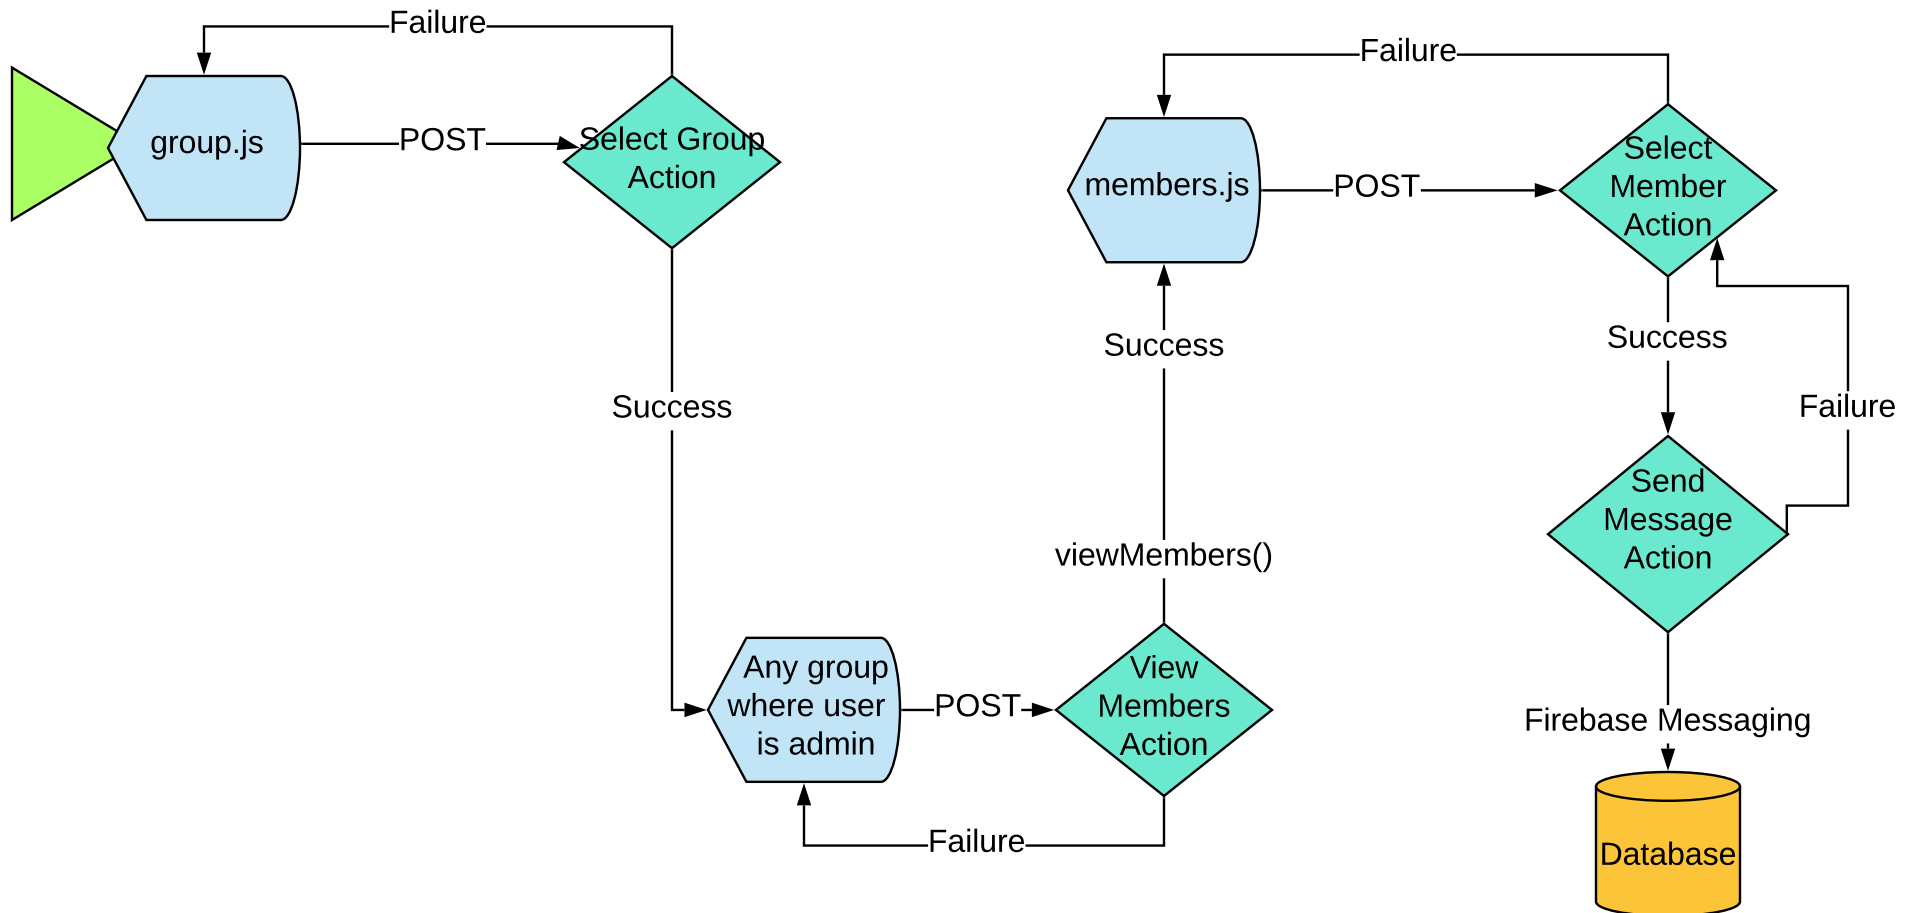 Failure
group.js
POST
Select Group
Action
Success
Any group
where user
is admin
POST
View
Members
Action
Failure
viewMembers()
Success
members.js
POST
Failure
Select
Member
Action
Success
Failure
Send
Message
Action
Firebase Messaging
Database